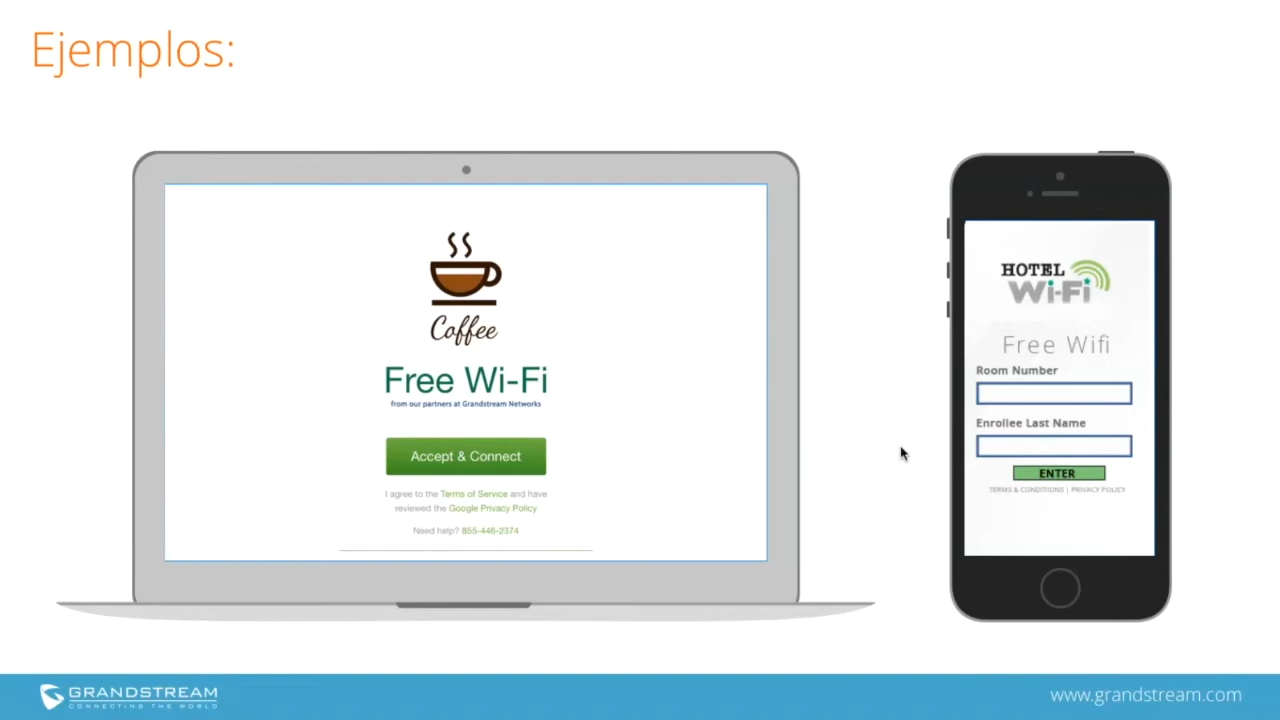 Ejemplos:
Coffee
Free Wi-Fi
from our partners at Grandstream Networks
Accept & Connect
I agree to the Terms of Service and have
reviewed the Google Privacy Policy
Need help? 855-446-2374
HOTEL
Wi-Fi
Free Wifi
Room Number
Enrollee Last Name
ENTER
TERMS & CONDITIONS | PRIVACY POLICY
GRANDSTREAM
CONNECTING THE WORLD
www.grandstream.com